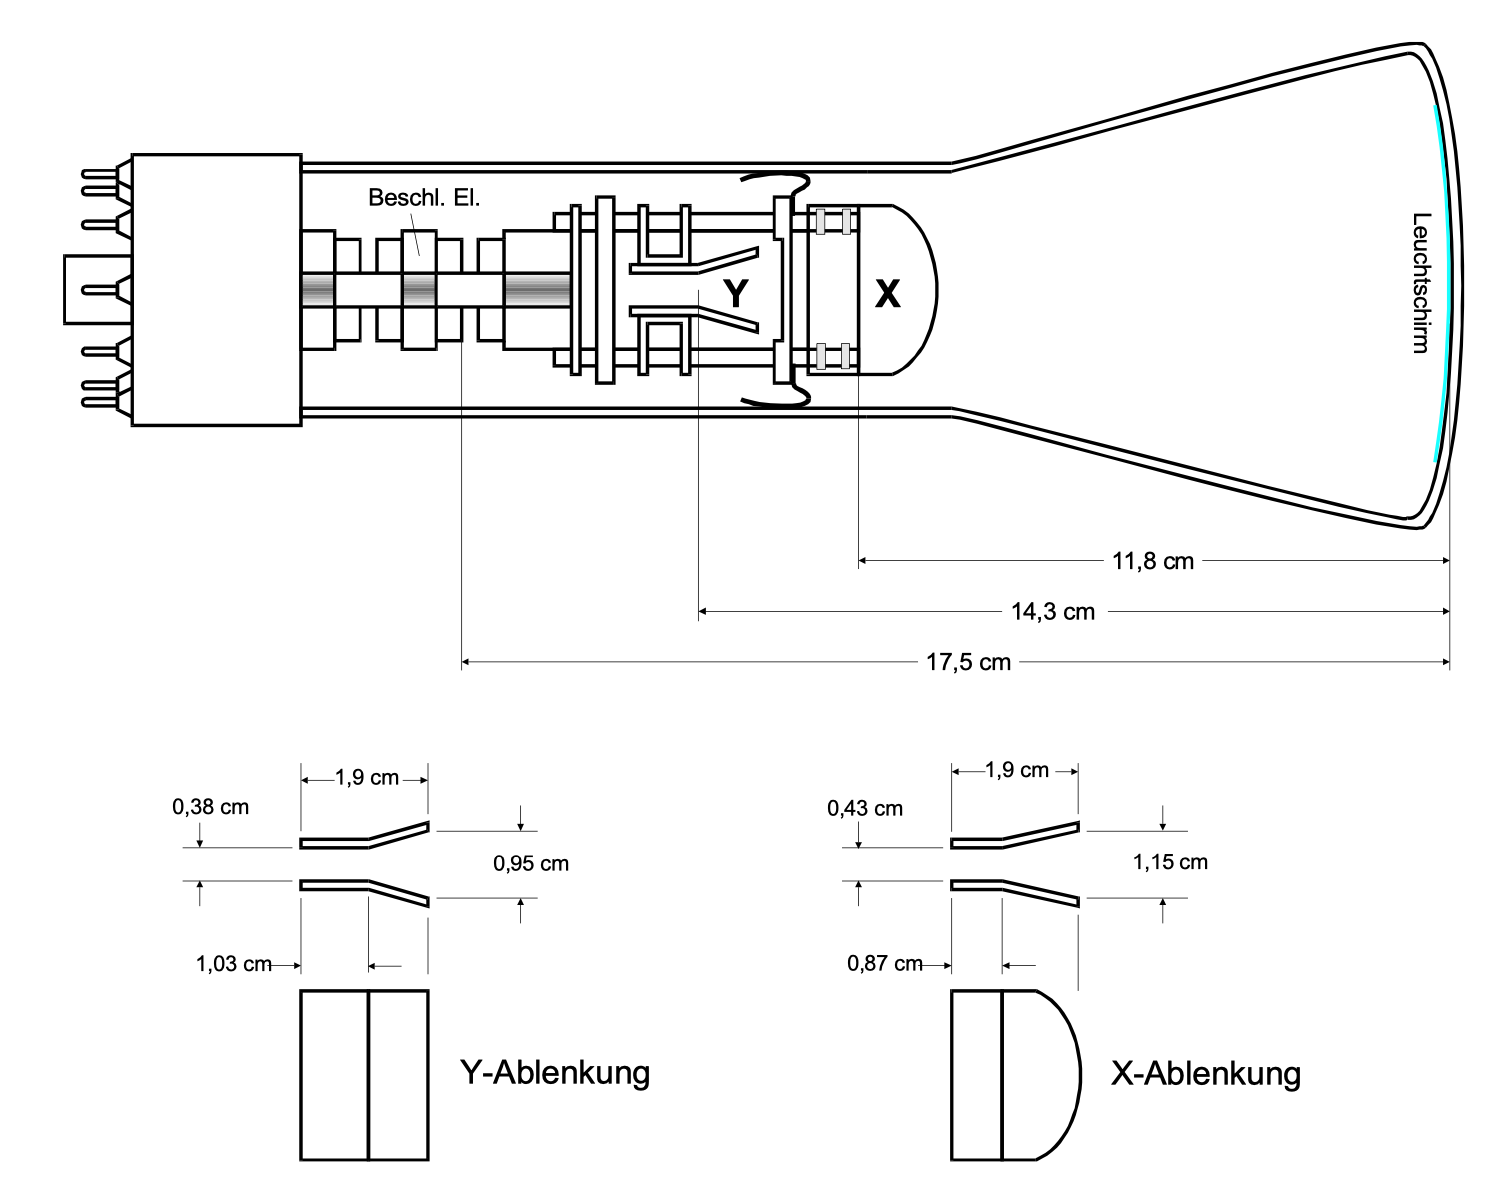 Beschl. El.
Y
X
Leuchtschirm
11,8 cm
14,3 cm
17,5 cm
1,9 cm
0,38 cm
0,95 cm
1,03 cm
Y-Ablenkung
1,9 cm
0,43 cm
1,15 cm
0,87 cm
X-Ablenkung